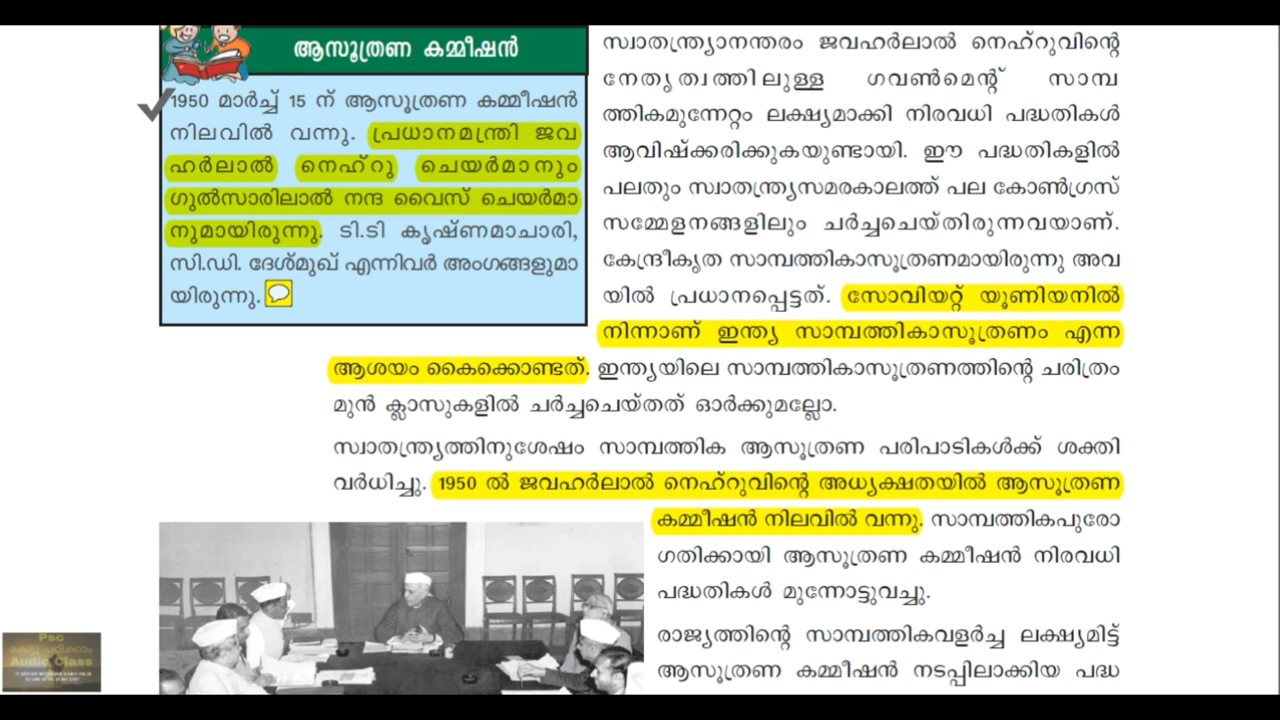 ആസൂത്രണ കമ്മീഷൻ
1950 മാർച്ച് 15 ന് ആസൂത്രണ കമ്മീഷൻ
നിലവിൽ വന്നു. പ്രധാനമന്ത്രി ജവ
ഹർലാൽ നെഹ്റു ചെയർമാനും
ഗുൽസാരിലാൽ നന്ദ വൈസ് ചെയർമാ
നുമായിരുന്നു. ടി.ടി കൃഷ്ണമാചാരി,
സി.ഡി. ദേശ്മുഖ് എന്നിവർ അംഗങ്ങളുമാ
യിരുന്നു.
സ്വാതന്ത്ര്യാനന്തരം ജവഹർലാൽ നെഹ്റുവിന്റെ
നേതൃത്വത്തിലുള്ള ഗവൺമെന്റ് സാമ്പ
ത്തികമുന്നേറ്റം ലക്ഷ്യമാക്കി നിരവധി പദ്ധതികൾ
ആവിഷ്ക്കരിക്കുകയുണ്ടായി. ഈ പദ്ധതികളിൽ
പലതും സ്വാതന്ത്ര്യസമരകാലത്ത് പല കോൺഗ്രസ്
സമ്മേളനങ്ങളിലും ചർച്ചചെയ്തിരുന്നവയാണ്.
കേന്ദ്രീകൃത സാമ്പത്തികാസൂത്രണമായിരുന്നു അവ
യിൽ പ്രധാനപ്പെട്ടത്. സോവിയറ്റ് യൂണിയനിൽ
നിന്നാണ് ഇന്ത്യ സാമ്പത്തികാസൂത്രണം എന്ന
ആശയം കൈക്കൊണ്ടത്. ഇന്ത്യയിലെ സാമ്പത്തികാസൂത്രണത്തിന്റെ ചരിത്രം
മുൻ ക്ലാസുകളിൽ ചർച്ചചെയ്തത് ഓർക്കുമല്ലോ.
സ്വാതന്ത്ര്യത്തിനുശേഷം സാമ്പത്തിക ആസൂത്രണ പരിപാടികൾക്ക് ശക്തി
വർധിച്ചു. 1950 ൽ ജവഹർലാൽ നെഹ്റുവിന്റെ അധ്യക്ഷതയിൽ ആസൂത്രണ
കമ്മീഷൻ നിലവിൽ വന്നു. സാമ്പത്തികപുരോ
ഗതിക്കായി ആസൂത്രണ കമ്മീഷൻ നിരവധി
പദ്ധതികൾ മുന്നോട്ടുവച്ചു.
രാജ്യത്തിന്റെ സാമ്പത്തികവളർച്ച ലക്ഷ്യമിട്ട്
ആസൂത്രണ കമ്മീഷൻ നടപ്പിലാക്കിയ പദ്ധ
Psc
കേട്ടു പഠിക്കാം
Audio Class